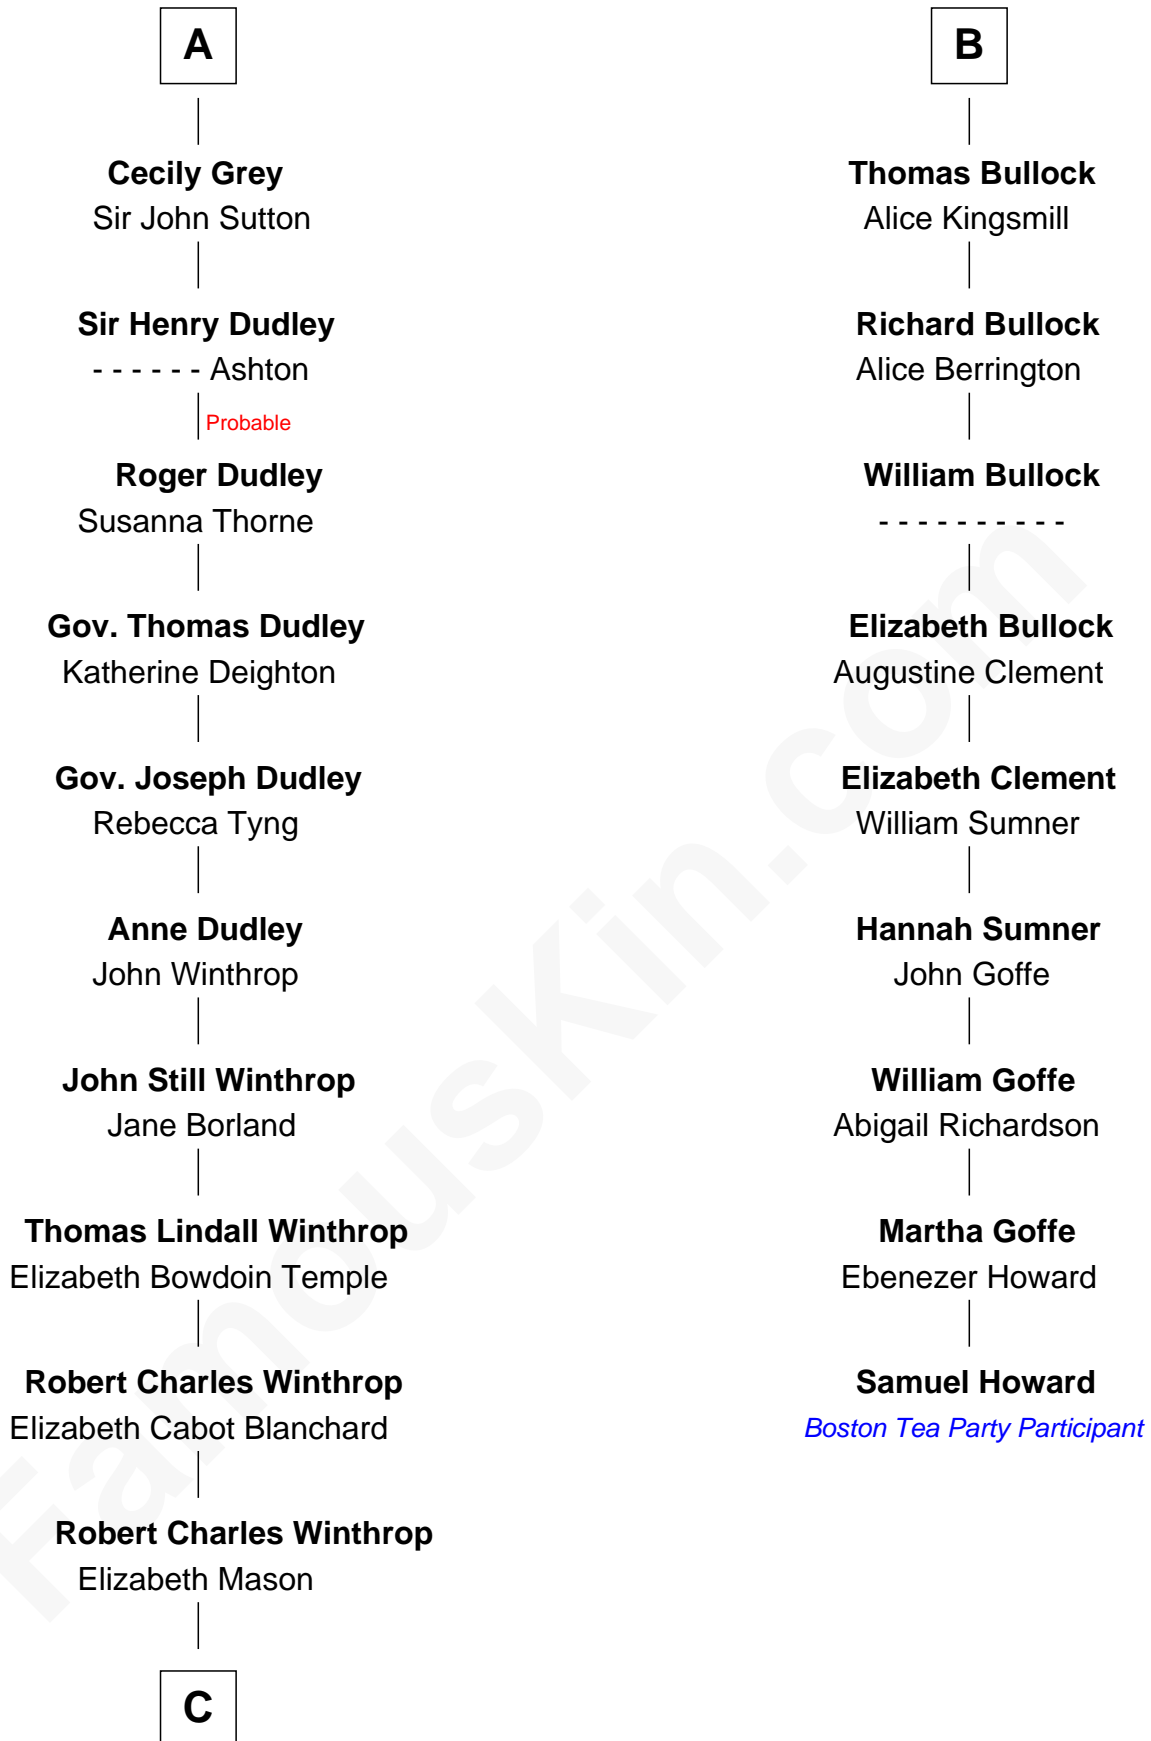 A
Cecily Grey
Sir John Sutton
Sir Henry Dudley
- - - - - - Ashton
Probable
Roger Dudley
Susanna Thorne
Gov. Thomas Dudley
Katherine Deighton
Gov. Joseph Dudley
Rebecca Tyng
Anne Dudley
John Winthrop
John Still Winthrop
Jane Borland
Thomas Lindall Winthrop
Elizabeth Bowdoin Temple
Robert Charles Winthrop
Elizabeth Cabot Blanchard
Robert Charles Winthrop
Elizabeth Mason
C
B
Thomas Bullock
Alice Kingsmill
Richard Bullock
Alice Berrington
William Bullock
- - - - - - - - - -
Elizabeth Bullock
Augustine Clement
Elizabeth Clement
William Sumner
Hannah Sumner
John Goffe
William Goffe
Abigail Richardson
Martha Goffe
Ebenezer Howard
Samuel Howard
Boston Tea Party Participant
FamousKin.com